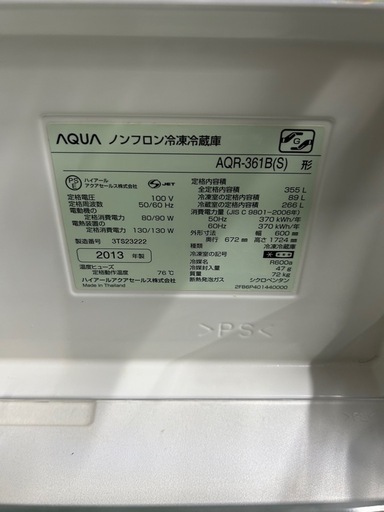 AQUA ノンフロン冷凍冷蔵庫
AQR-361B(S) 形
PS E
JET
G
ハイアール
アクアセールス株式会社
定格電圧 100 V
定格周波数 50/60 Hz
電動機の
定格消費電力 80/90 W
電熱装置の
定格消費電力 130/130 W
製造番号 3TS23222
2013 年製
温度ヒューズ
定格動作温度 76℃
ハイアールアクアセールス株式会社
Made in Thailand
定格内容積
全定格内容積 355 L
冷凍室の定格内容積 89 L
冷蔵室の定格内容積 266 L
消費電力量 (JIS C 9801-2006年)
50Hz 370 kWh/年
60Hz 370 kWh/年
外形寸法 幅 600 mm
奥行 672 mm 高さ 1724 mm
種類 冷凍冷蔵庫
冷凍室の記号
冷媒 R600a
冷媒封入量 47 g
質量 72 kg
断熱発泡ガス シクロペンタン
2FB6P401440000
>PS<